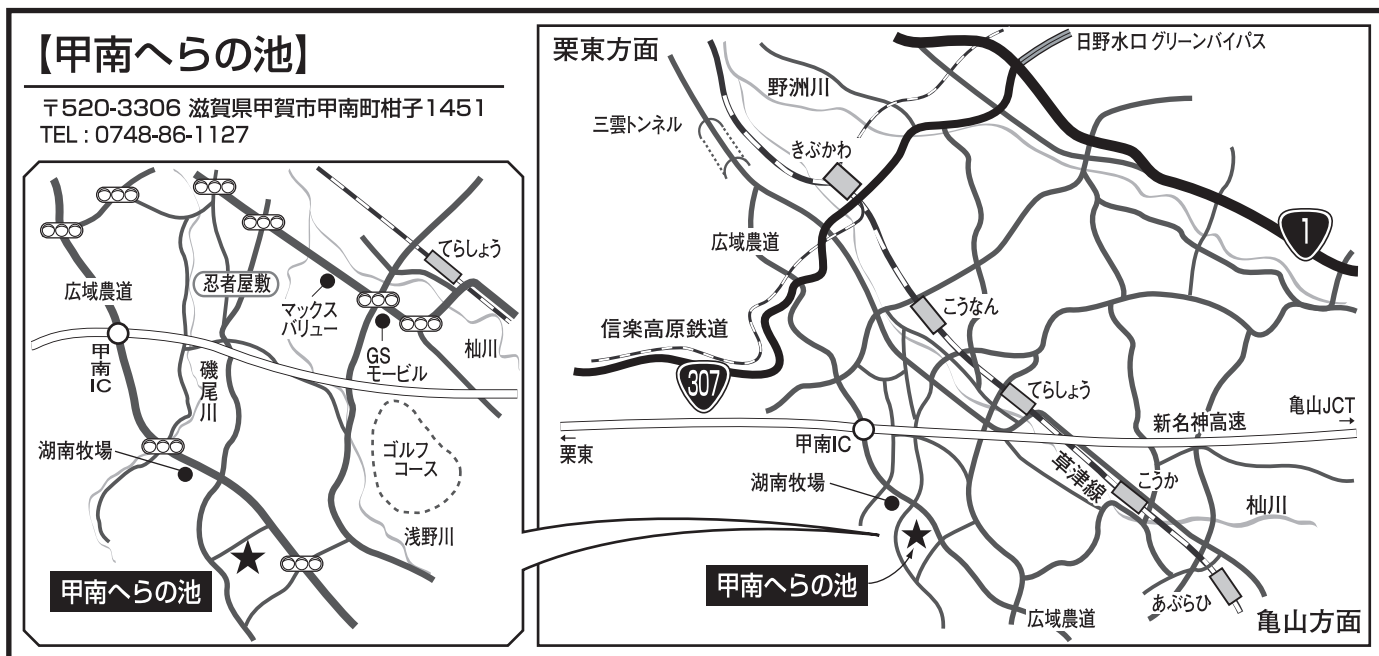 【甲南へらの池】
〒520-3306 滋賀県甲賀市甲南町柑子1451
TEL : 0748-86-1127
てらしょう
忍者屋敷
広域農道
マックス
バリュー
GS
モービル
杣川
甲南IC
磯尾川
湖南牧場
ゴルフ
コース
浅野川
甲南へらの池
栗東方面
日野水口 グリーンバイパス
野洲川
三雲トンネル
きぶかわ
1
広域農道
こうなん
信楽高原鉄道
307
てらしょう
亀山JCT
→
新名神高速
←
栗東
甲南IC
草津線
こうか
湖南牧場
杣川
甲南へらの池
あぶらひ
広域農道
亀山方面